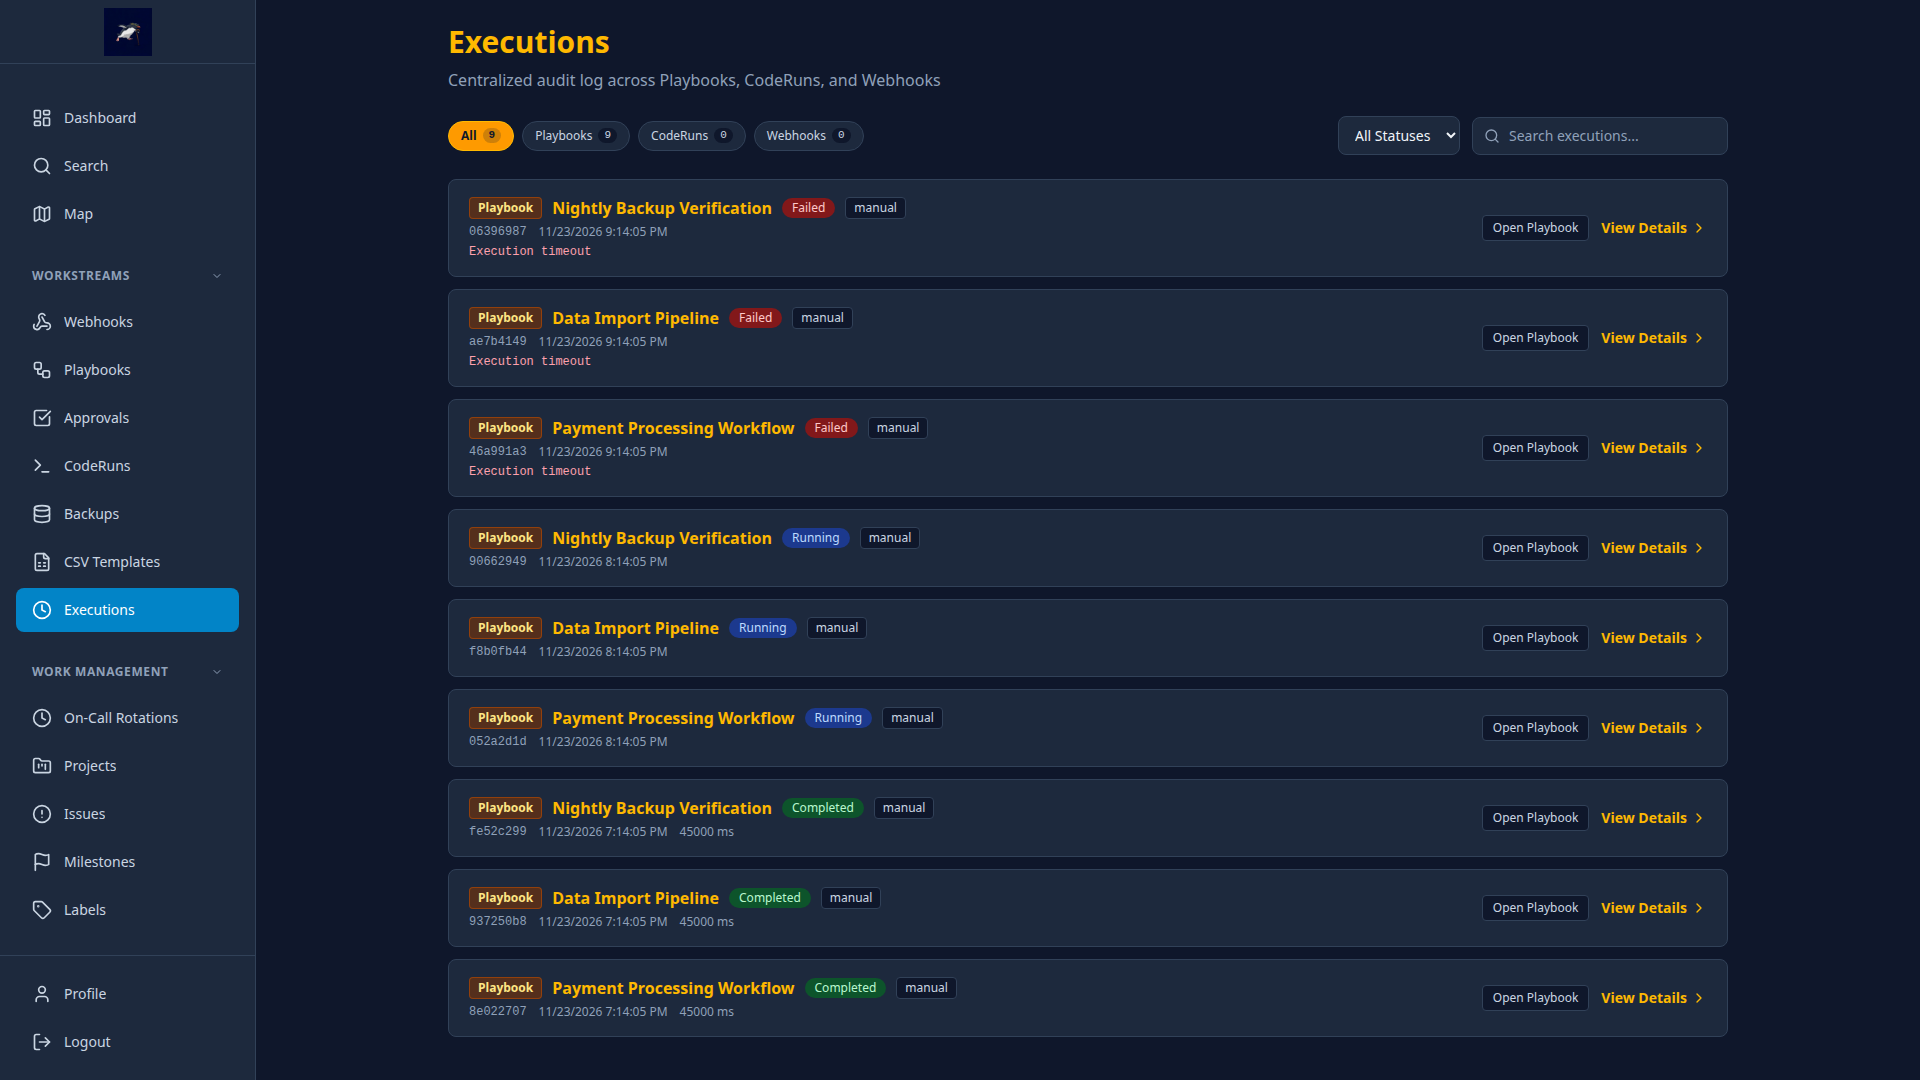 Dashboard
Search
Map
WORKSTREAMS
Webhooks
Playbooks
Approvals
CodeRuns
Backups
CSV Templates
Executions
WORK MANAGEMENT
On-Call Rotations
Projects
Issues
Milestones
Labels
Profile
Logout
Executions
Centralized audit log across Playbooks, CodeRuns, and Webhooks
All 9 Playbooks 9 CodeRuns 0 Webhooks 0 All Statuses Search executions...
Playbook Nightly Backup Verification Failed manual
06396987 11/23/2026 9:14:05 PM
Execution timeout
Open Playbook View Details
Playbook Data Import Pipeline Failed manual
ae7b4149 11/23/2026 9:14:05 PM
Execution timeout
Open Playbook View Details
Playbook Payment Processing Workflow Failed manual
46a991a3 11/23/2026 9:14:05 PM
Execution timeout
Open Playbook View Details
Playbook Nightly Backup Verification Running manual
90662949 11/23/2026 8:14:05 PM
Open Playbook View Details
Playbook Data Import Pipeline Running manual
f8b0fb44 11/23/2026 8:14:05 PM
Open Playbook View Details
Playbook Payment Processing Workflow Running manual
052a2d1d 11/23/2026 8:14:05 PM
Open Playbook View Details
Playbook Nightly Backup Verification Completed manual
fe52c299 11/23/2026 7:14:05 PM 45000 ms
Open Playbook View Details
Playbook Data Import Pipeline Completed manual
937250b8 11/23/2026 7:14:05 PM 45000 ms
Open Playbook View Details
Playbook Payment Processing Workflow Completed manual
8e022707 11/23/2026 7:14:05 PM 45000 ms
Open Playbook View Details